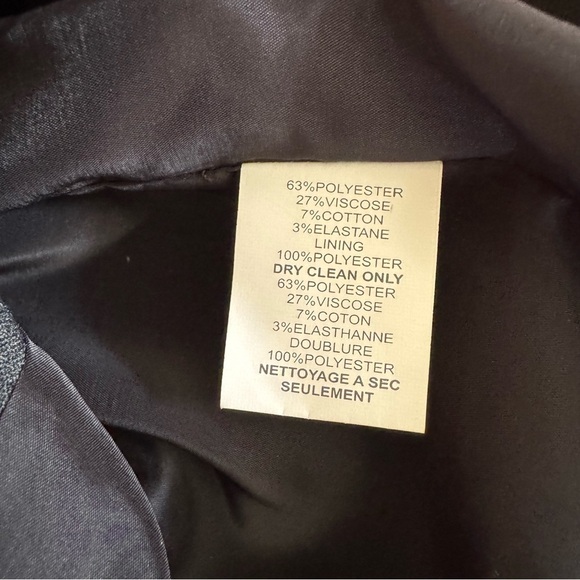 63%POLYESTER
27%VISCOSE
7%COTTON
3%ELASTANE
LINING
100%POLYESTER
DRY CLEAN ONLY
63%POLYESTER
27%VISCOSE
7%COTON
3%ELASTHANNE
DOUBLURE
100%POLYESTER
NETTOYAGE A SEC
SEULEMENT